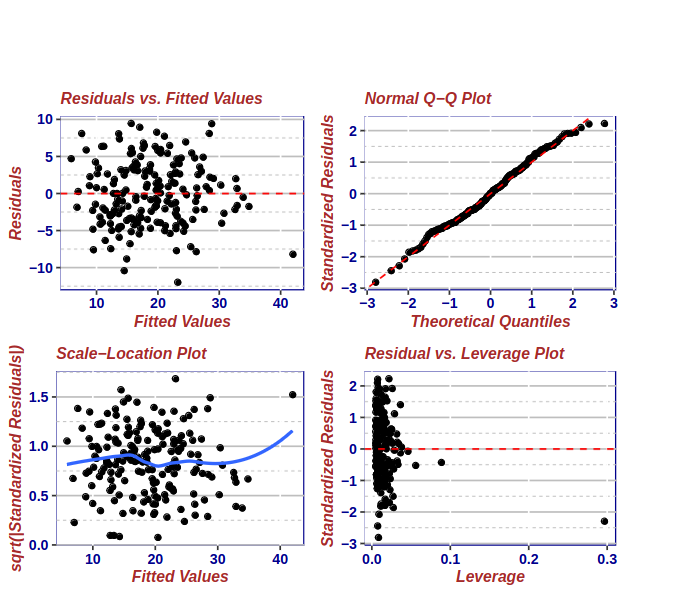 Residuals vs. Fitted Values
Residuals
10
5
0
−5
−10
10 20 30 40
Fitted Values
Normal Q−Q Plot
Standardized Residuals
2
1
0
−1
−2
−3
−3 −2 −1 0 1 2 3
Theoretical Quantiles
Scale−Location Plot
sqrt(|Standardized Residuals|)
1.5
1.0
0.5
0.0
10 20 30 40
Fitted Values
Residual vs. Leverage Plot
Standardized Residuals
2
1
0
−1
−2
−3
0.0 0.1 0.2 0.3
Leverage